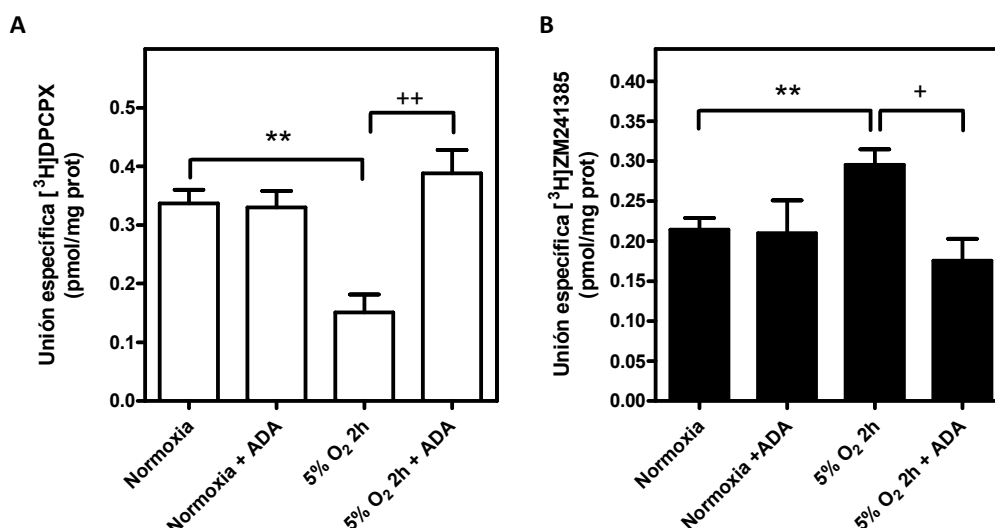 A
Unión específica [³H]DPCPX
(pmol/mg prot)
0.5
0.4
0.3
0.2
0.1
0.0
**
++
Normoxia
Normoxia + ADA
5% O₂ 2h
5% O₂ 2h + ADA
B
Unión específica [³H]ZM241385
(pmol/mg prot)
0.40
0.35
0.30
0.25
0.20
0.15
0.10
0.05
0.00
**
+
Normoxia
Normoxia +ADA
5% O₂ 2h
5% O₂ 2h + ADA